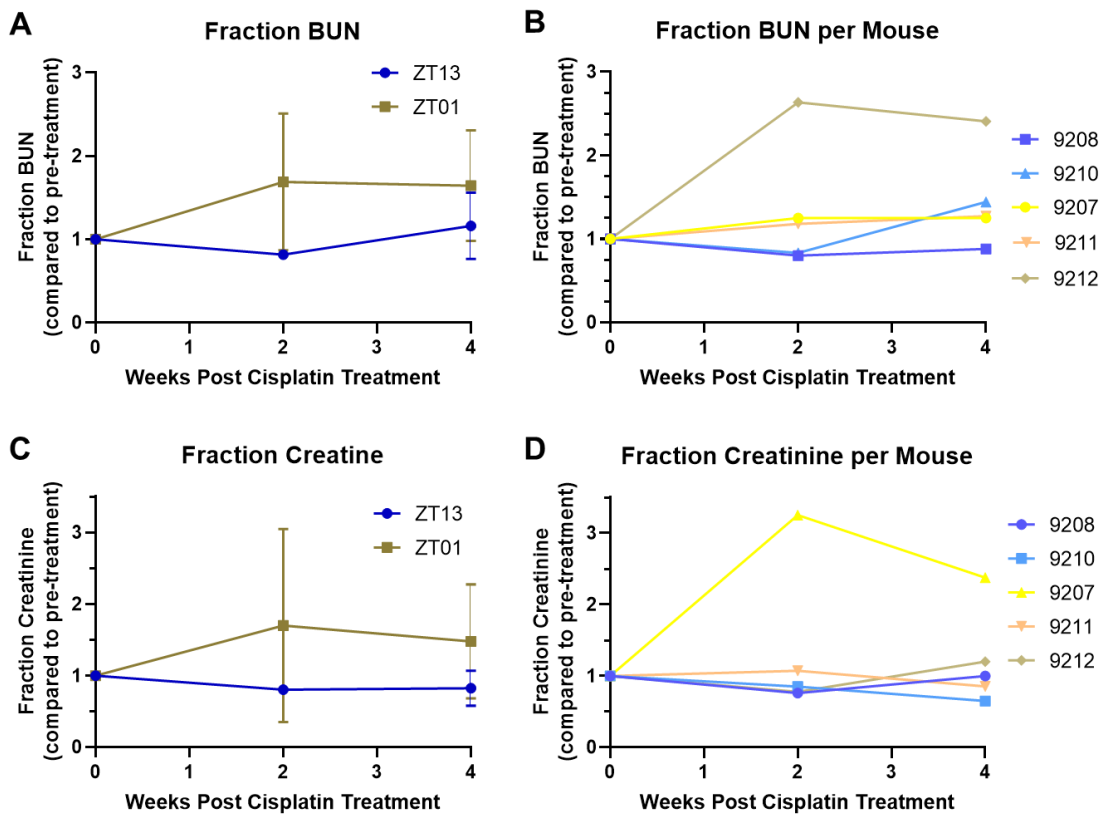 A
Fraction BUN
Fraction BUN
(compared to pre-treatment)
3
2
1
0
ZT13
ZT01
0 1 2 3 4
Weeks Post Cisplatin Treatment
B
Fraction BUN per Mouse
Fraction BUN
(compared to pre-treatment)
3
2
1
0
9208
9210
9207
9211
9212
0 1 2 3 4
Weeks Post Cisplatin Treatment
C
Fraction Creatine
Fraction Creatinine
(compared to pre-treatment)
3
2
1
0
ZT13
ZT01
0 1 2 3 4
Weeks Post Cisplatin Treatment
D
Fraction Creatinine per Mouse
Fraction Creatinine
(compared to pre-treatment)
3
2
1
0
9208
9210
9207
9211
9212
0 1 2 3 4
Weeks Post Cisplatin Treatment